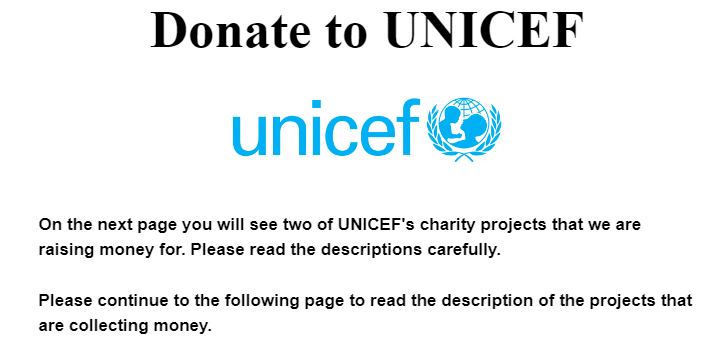 Donate to UNICEF
unicef
On the next page you will see two of UNICEF's charity projects that we are
raising money for. Please read the descriptions carefully.
Please continue to the following page to read the description of the projects that
are collecting money.